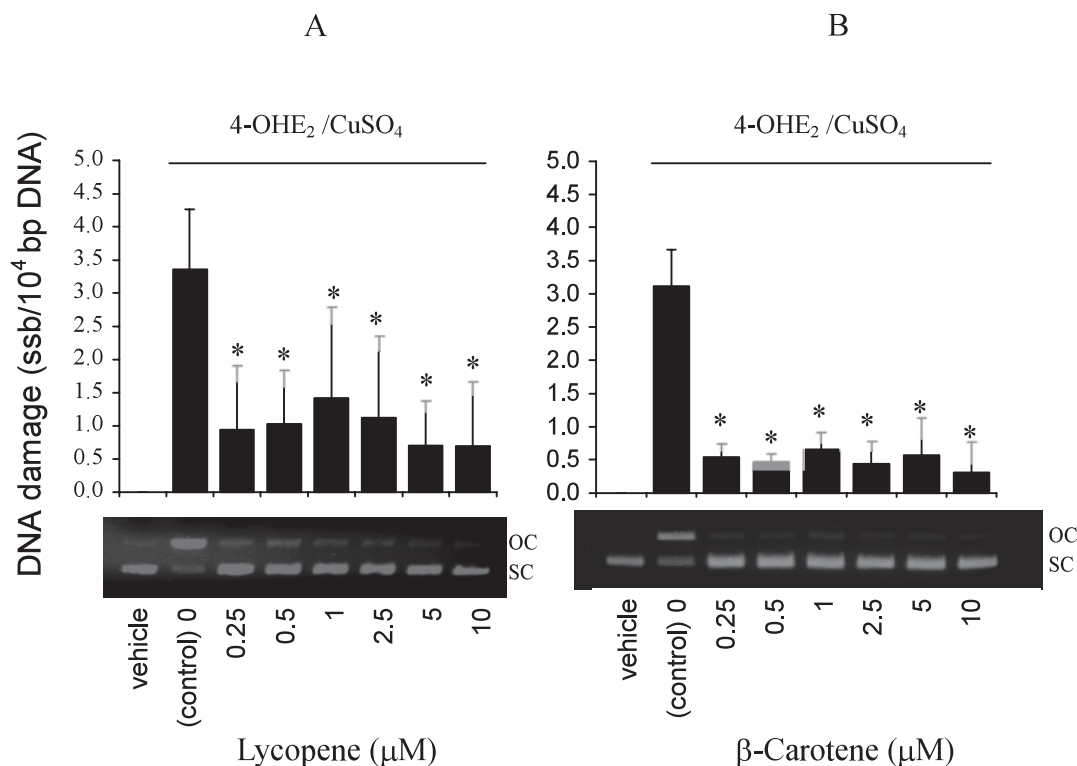 A
B
4-OHE₂ /CuSO₄
4-OHE₂ /CuSO₄
DNA damage (ssb/10⁴ bp DNA)
5.0
4.5
4.0
3.5
3.0
2.5
2.0
1.5
1.0
0.5
0.0
* * * * * *
5.0
4.5
4.0
3.5
3.0
2.5
2.0
1.5
1.0
0.5
0.0
* * * * * *
OC
SC
OC
SC
vehicle
(control) 0
0.25
0.5
1
2.5
5
10
vehicle
(control) 0
0.25
0.5
1
2.5
5
10
Lycopene (μM)
β-Carotene (μM)